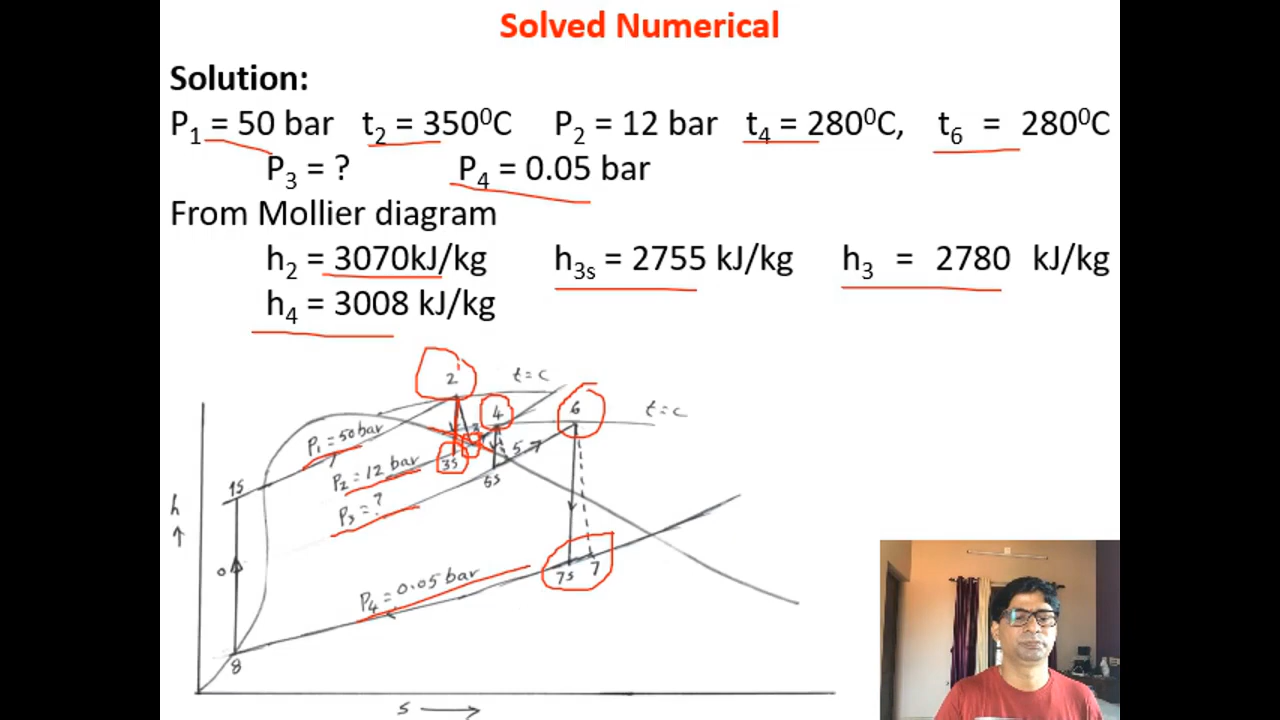 Solved Numerical
Solution:
P1 = 50 bar t2 = 350⁰C P2 = 12 bar t4 = 280⁰C, t6 = 280⁰C
P3 = ? P4 = 0.05 bar
From Mollier diagram
h2 = 3070kJ/kg h3s = 2755 kJ/kg h3 = 2780 kJ/kg
h4 = 3008 kJ/kg
2 t=c
4 6 t=c
P1 = 50 bar 3
P2 = 12 bar 3s 5
1s 5s
P3 = ?
h
7s 7
P4 = 0.05 bar
8
s